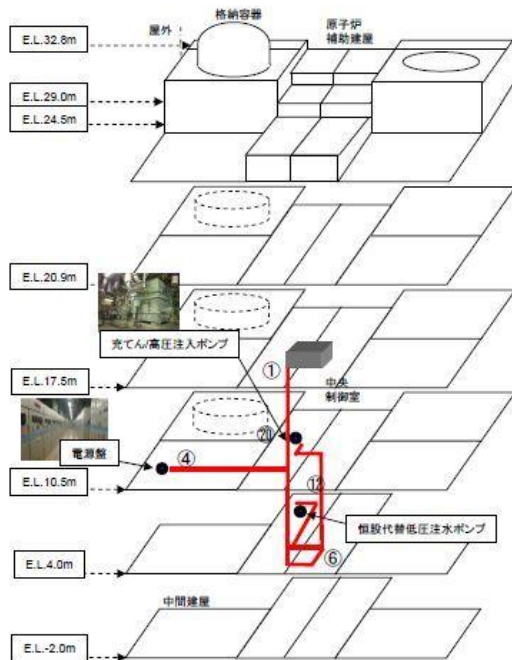 格納容器
屋外
原子炉
補助建屋
E.L.32.8m
E.L.29.0m
E.L.24.5m
E.L.20.9m
充てん/高圧注入ポンプ
①
E.L.17.5m
中央
制御室
⑳
電源盤
④
⑫
E.L.10.5m
恒設代替低圧注水ポンプ
⑥
E.L.4.0m
中間建屋
E.L.-2.0m